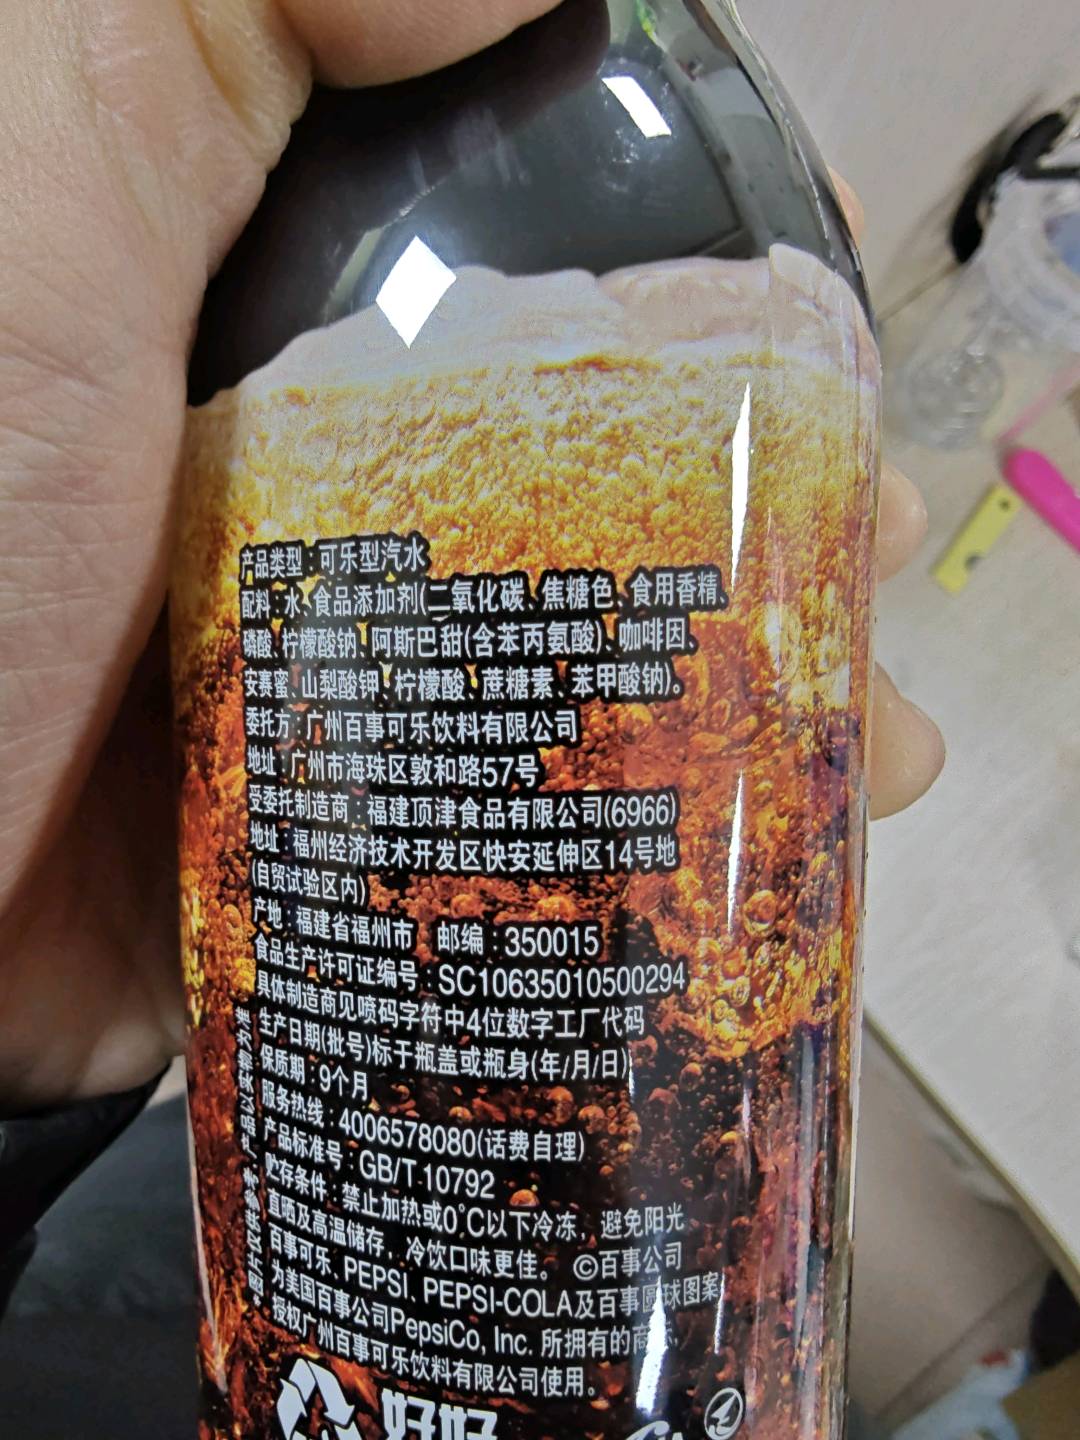 产品类型：可乐型汽水
配料：水、食品添加剂(二氧化碳、焦糖色、食用香精、
磷酸、柠檬酸钠、阿斯巴甜(含苯丙氨酸)、咖啡因、
安赛蜜、山梨酸钾、柠檬酸、蔗糖素、苯甲酸钠)。
委托方：广州百事可乐饮料有限公司
地址：广州市海珠区敦和路57号
受委托制造商：福建顶津食品有限公司(6966)
地址：福州经济技术开发区快安延伸区14号地
(自贸试验区内)
产地：福建省福州市 邮编：350015
食品生产许可证编号：SC10635010500294
具体制造商见喷码字符中4位数字工厂代码
生产日期(批号)标于瓶盖或瓶身(年/月/日)
保质期：9个月
服务热线：4006578080(话费自理)
产品标准号：GB/T 10792
贮存条件：禁止加热或0°C以下冷冻，避免阳光
直晒及高温储存，冷饮口味更佳。 ©百事公司
百事可乐、PEPSI、PEPSI-COLA及百事圆球图案
为美国百事公司PepsiCo, Inc. 所拥有的商标，
授权广州百事可乐饮料有限公司使用。
好好